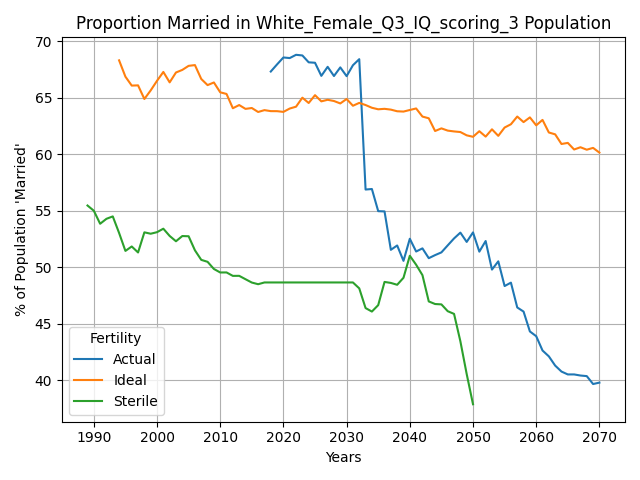 Proportion Married in White_Female_Q3_IQ_scoring_3 Population
% of Population 'Married'
70
65
60
55
50
45
40
Fertility
Actual
Ideal
Sterile
1990 2000 2010 2020 2030 2040 2050 2060 2070
Years